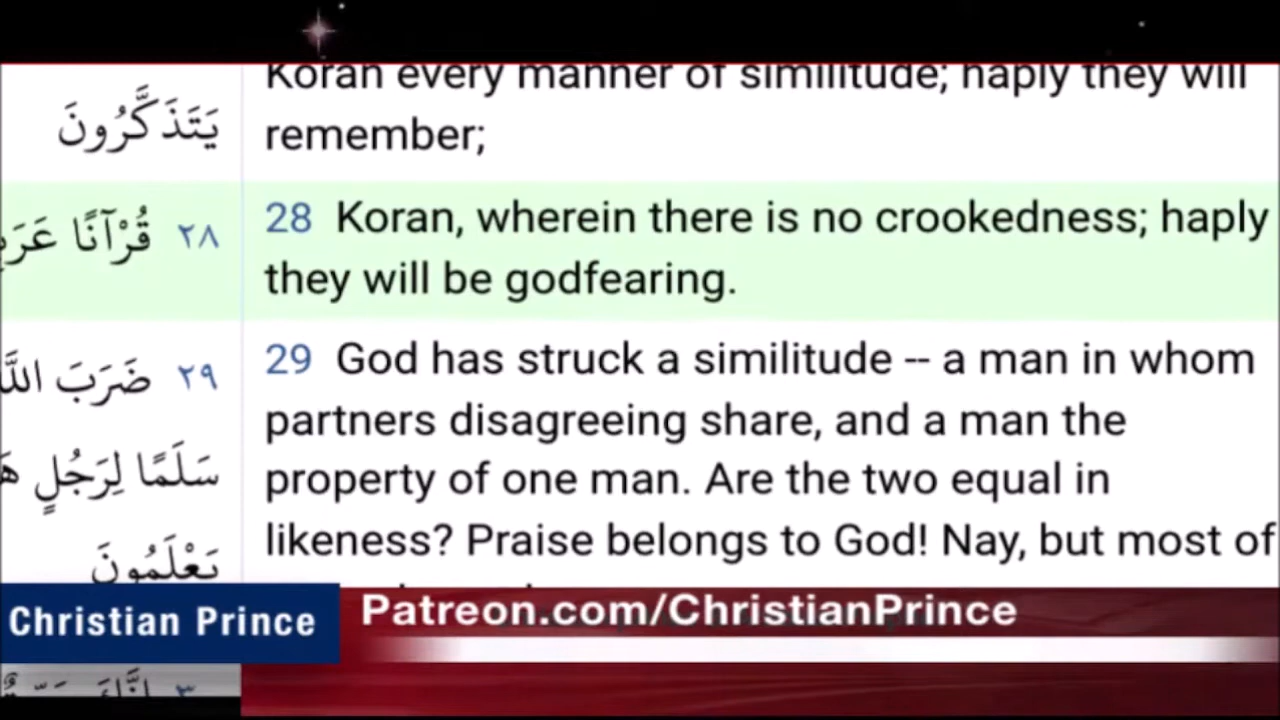 Koran every manner of similitude; haply they will
يَتَذَكَّرُونَ
remember;
٢٨ قُرْآنًا
28 Koran, wherein there is no crookedness; haply
they will be godfearing.
٢٩ ضَرَبَ
29 God has struck a similitude -- a man in whom
partners disagreeing share, and a man the
سَلَمًا لِرَجُلٍ
property of one man. Are the two equal in
يَعْلَمُونَ
likeness? Praise belongs to God! Nay, but most of
Christian Prince
Patreon.com/ChristianPrince